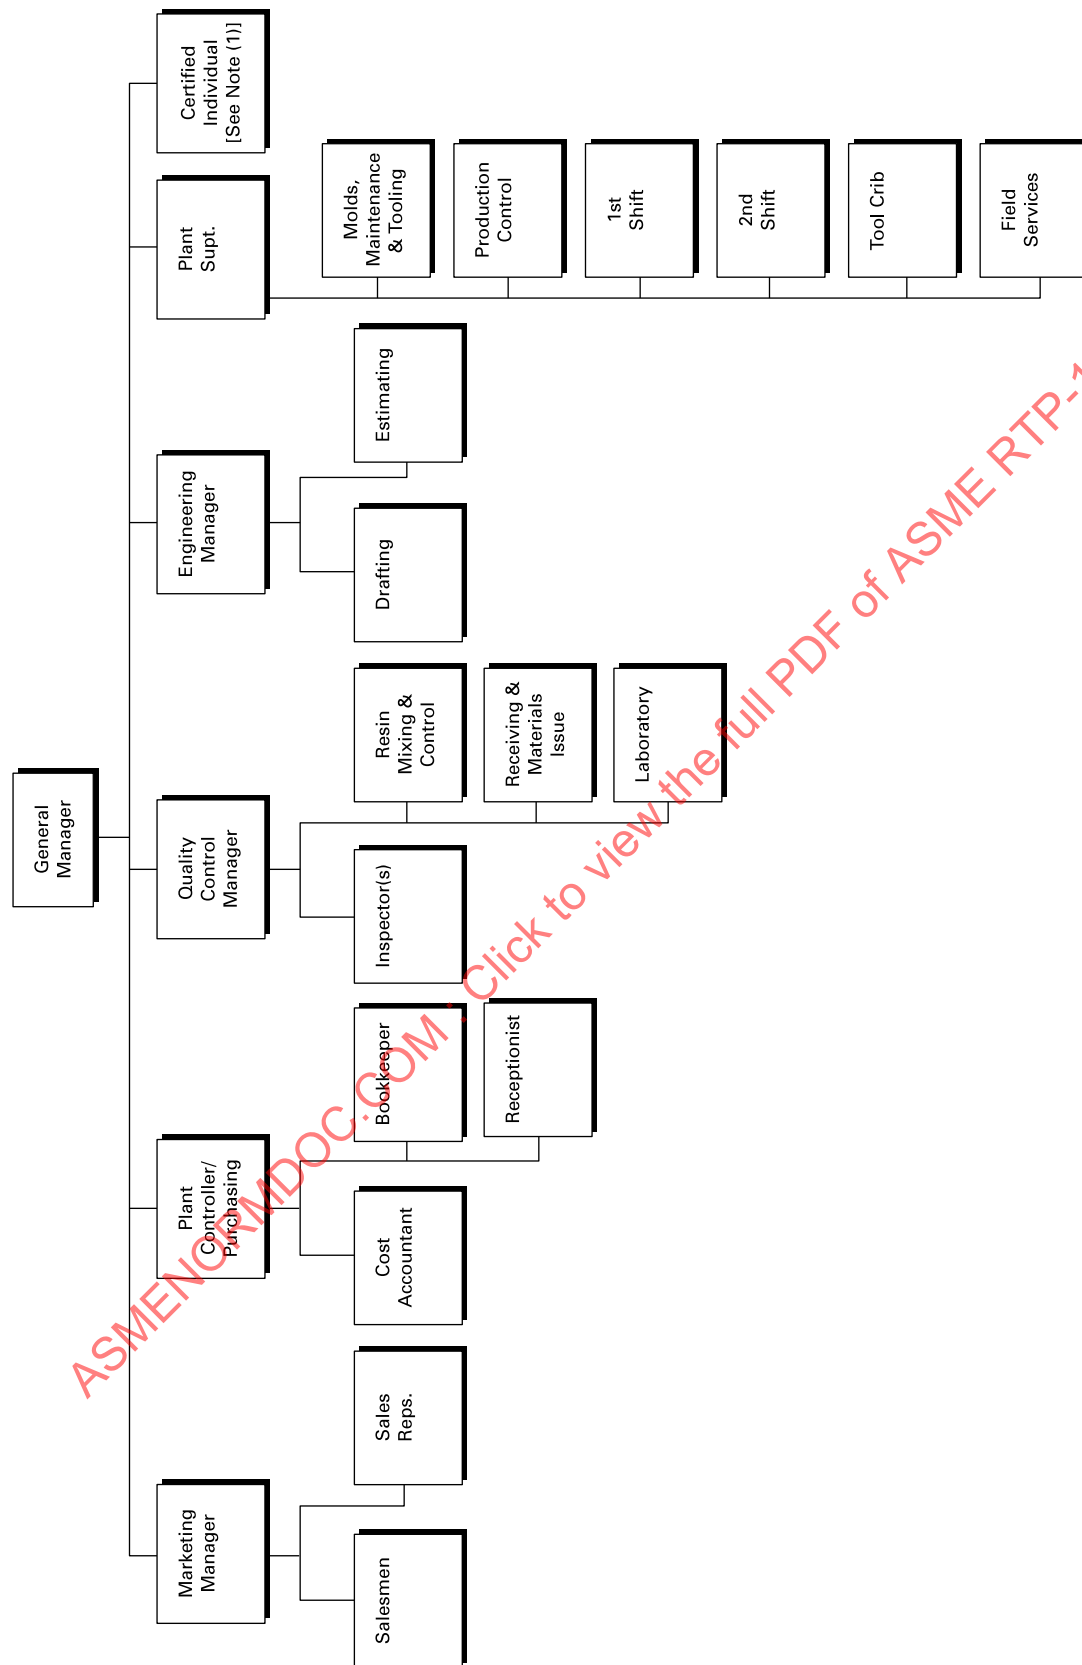 General
Manager
Marketing
Manager
Plant
Controller/
Purchasing
Quality
Control
Manager
Engineering
Manager
Plant
Supt.
Certified
Individual
[See Note (1)]
Salesmen
Sales
Reps.
Cost
Accountant
Bookkeeper
Receptionist
Inspector(s)
Resin
Mixing &
Control
Receiving &
Materials
Issue
Laboratory
Drafting
Estimating
Molds,
Maintenance
& Tooling
Production
Control
1st
Shift
2nd
Shift
Tool Crib
Field
Services
ASMENORMDOC.COM : Click to view the full PDF of ASME RTP-1